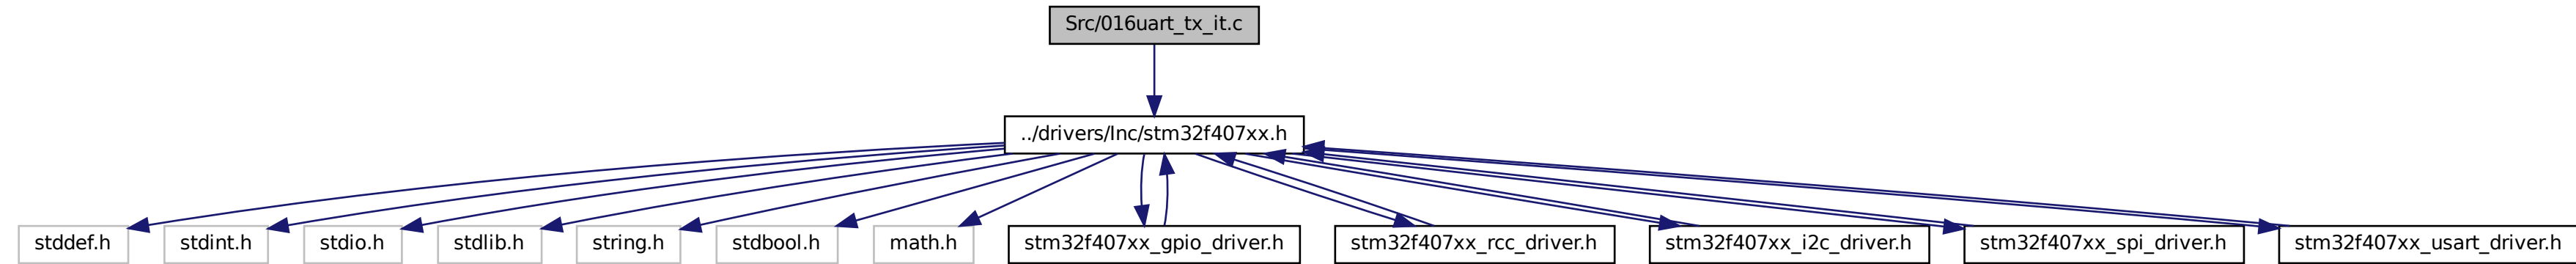 Src/016uart_tx_it.c
../drivers/Inc/stm32f407xx.h
stddef.h
stdint.h
stdio.h
stdlib.h
string.h
stdbool.h
math.h
stm32f407xx_gpio_driver.h
stm32f407xx_rcc_driver.h
stm32f407xx_i2c_driver.h
stm32f407xx_spi_driver.h
stm32f407xx_usart_driver.h